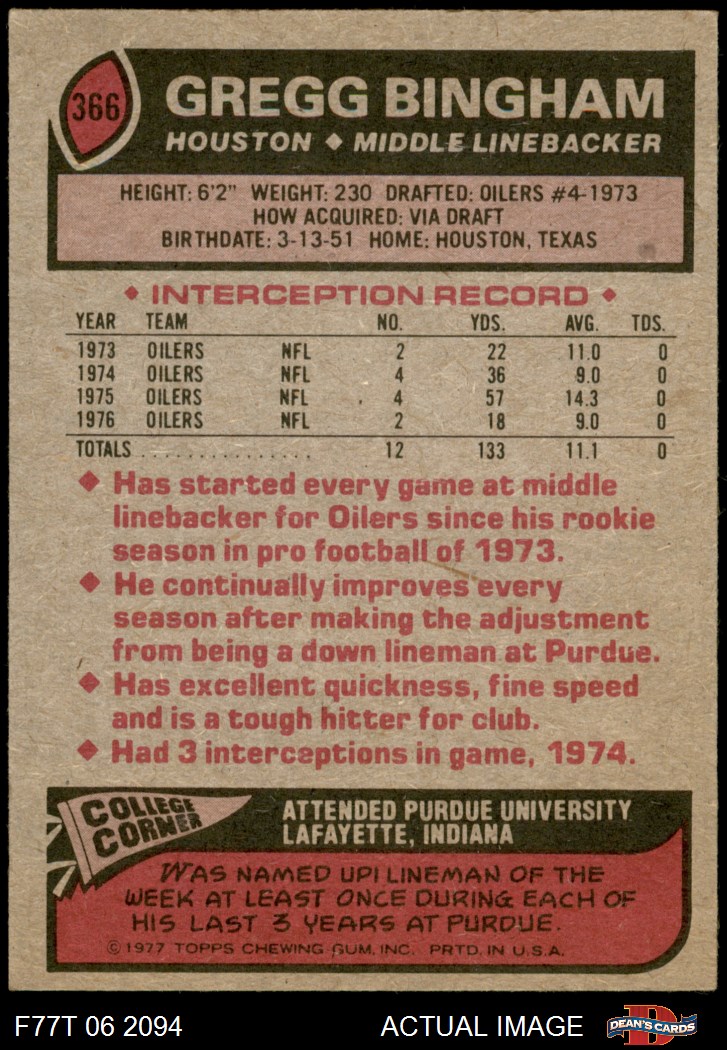 366
GREGG BINGHAM
HOUSTON ◆ MIDDLE LINEBACKER
HEIGHT: 6'2" WEIGHT: 230 DRAFTED: OILERS #4-1973
HOW ACQUIRED: VIA DRAFT
BIRTHDATE: 3-13-51 HOME: HOUSTON, TEXAS
◆ INTERCEPTION RECORD ◆
YEAR TEAM NO. YDS. AVG. TDS.
1973 OILERS NFL 2 22 11.0 0
1974 OILERS NFL 4 36 9.0 0
1975 OILERS NFL 4 57 14.3 0
1976 OILERS NFL 2 18 9.0 0
TOTALS . . . . . . . . . . . . . . . 12 133 11.1 0
◆ Has started every game at middle
linebacker for Oilers since his rookie
season in pro football of 1973.
◆ He continually improves every
season after making the adjustment
from being a down lineman at Purdue.
◆ Has excellent quickness, fine speed
and is a tough hitter for club.
◆ Had 3 interceptions in game, 1974.
COLLEGE
CORNER
ATTENDED PURDUE UNIVERSITY
LAFAYETTE, INDIANA
WAS NAMED UPI LINEMAN OF THE
WEEK AT LEAST ONCE DURING EACH OF
HIS LAST 3 YEARS AT PURDUE.
© 1977 TOPPS CHEWING GUM, INC. PRTD. IN U.S.A.
F77T 06 2094 ACTUAL IMAGE D DEAN'S CARDS